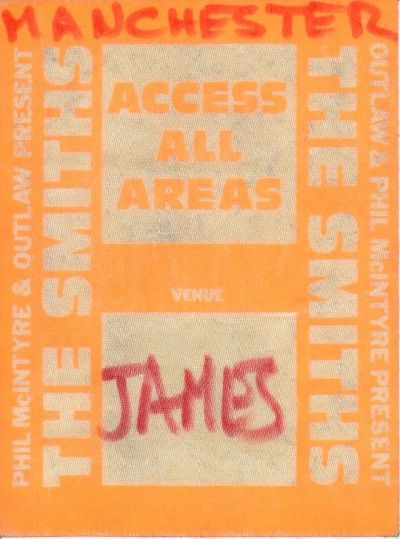 MANCHESTER
PHIL McINTYRE & OUTLAW PRESENT
THE SMITHS
ACCESS
ALL
AREAS
VENUE
JAMES
THE SMITHS
OUTLAW & PHIL McINTYRE PRESENT